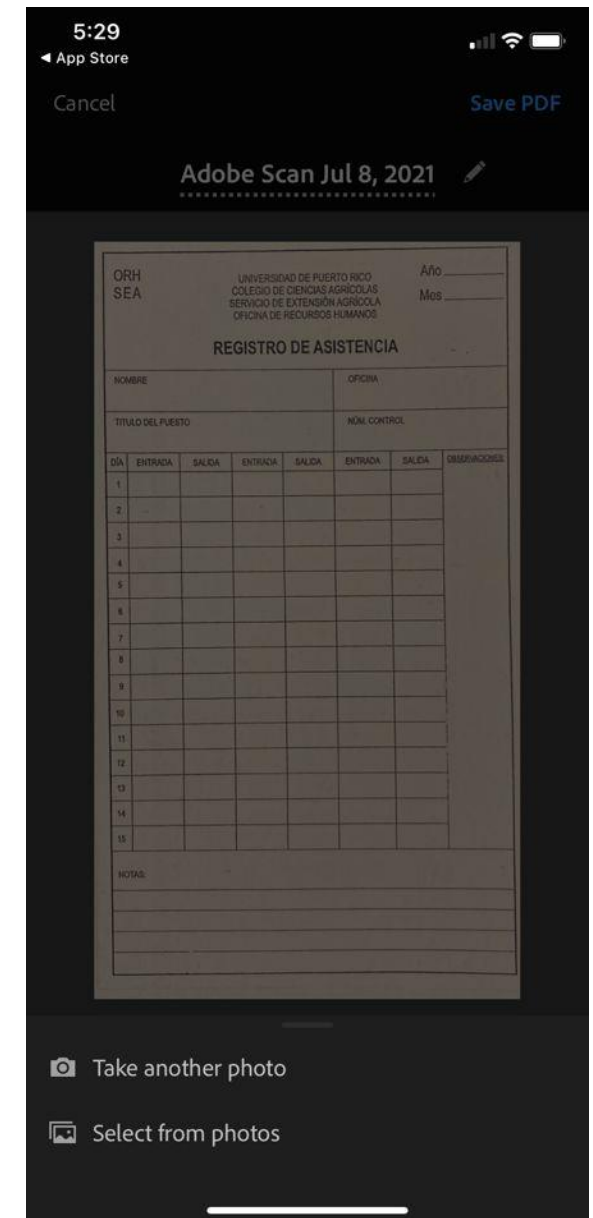 5:29
◀ App Store
Cancel
Save PDF
Adobe Scan Jul 8, 2021
ORH
SEA
UNIVERSIDAD DE PUERTO RICO
COLEGIO DE CIENCIAS AGRÍCOLAS
SERVICIO DE EXTENSIÓN AGRÍCOLA
OFICINA DE RECURSOS HUMANOS
Año
Mes
REGISTRO DE ASISTENCIA
NOMBRE
OFICINA
TITULO DEL PUESTO
NÚM. CONTROL
DÍA ENTRADA SALIDA ENTRADA SALIDA ENTRADA SALIDA OBSERVACIONES:
1
2
3
4
5
6
7
8
9
10
11
12
13
14
15
NOTAS:
Take another photo
Select from photos